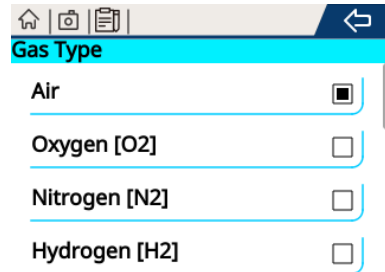 Gas Type
Air
Oxygen [O2]
Nitrogen [N2]
Hydrogen [H2]